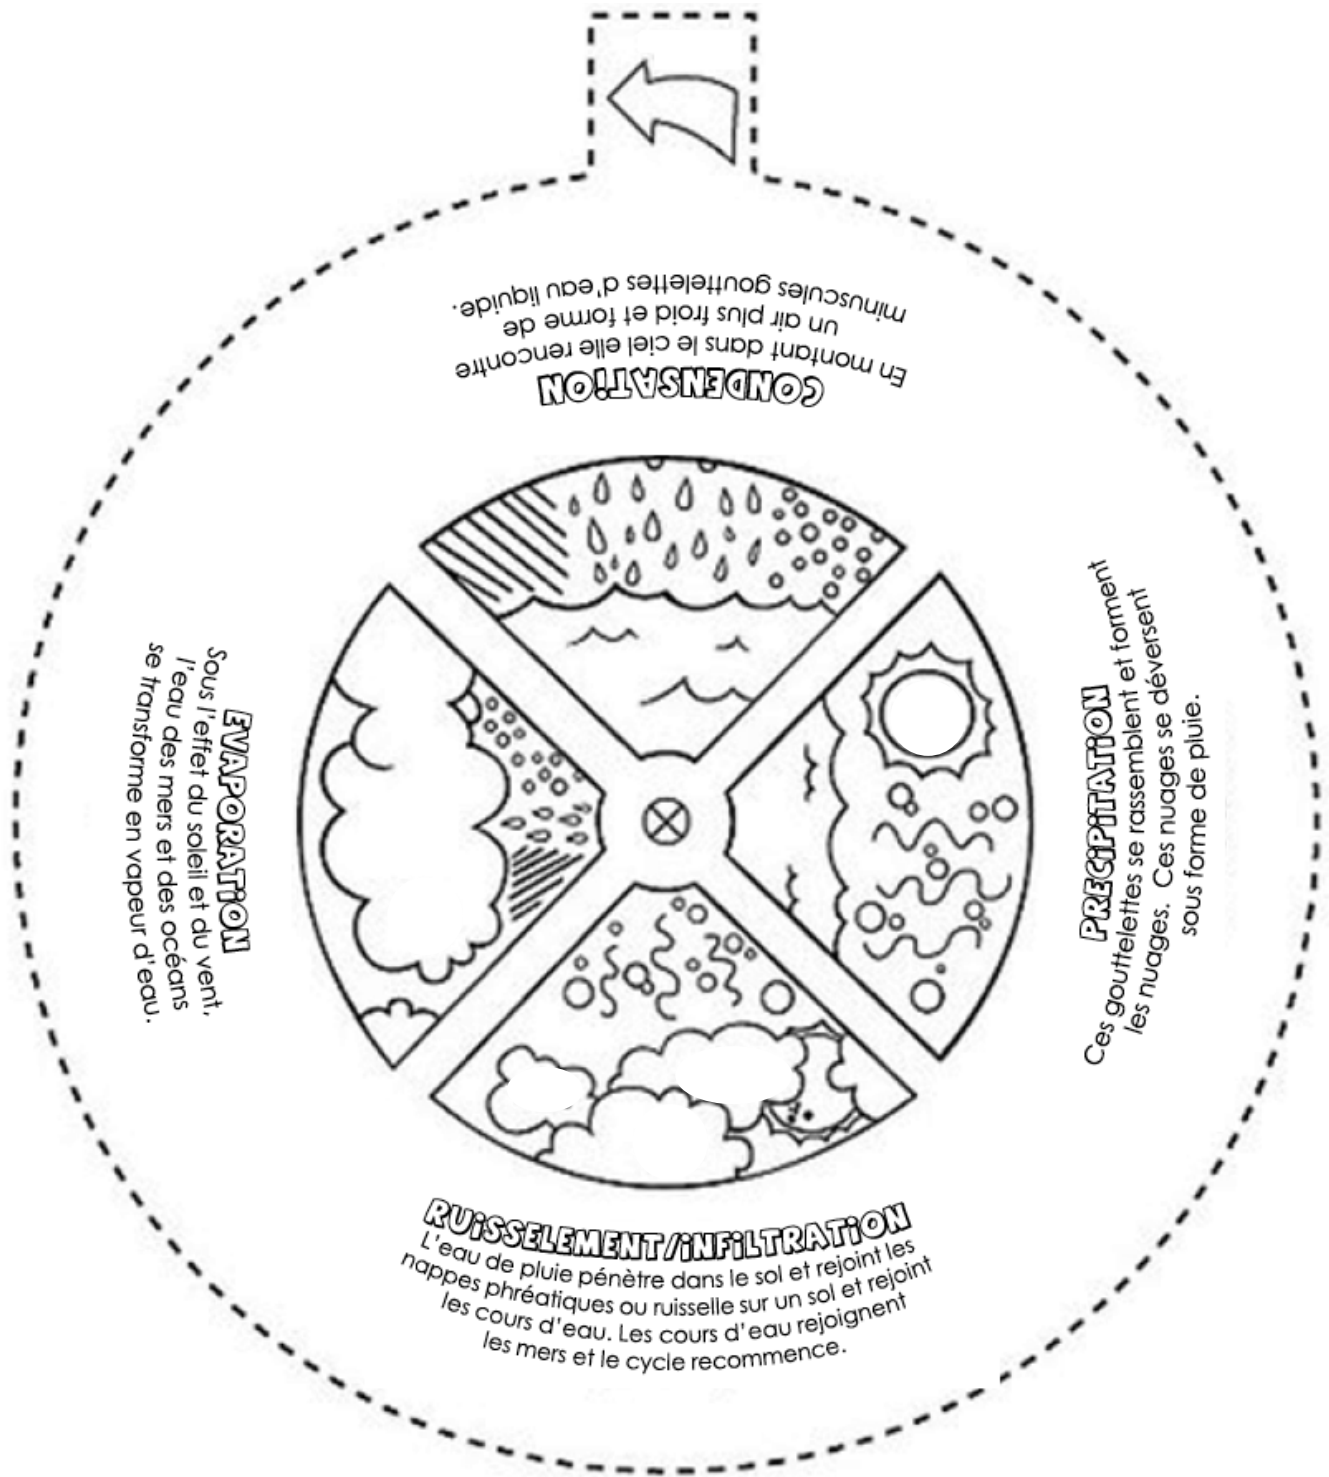 CONDENSATION
En montant dans le ciel elle rencontre
un air plus froid et forme de
minuscules gouttelettes d'eau liquide.
PRECIPITATION
Ces gouttelettes se rassemblent et forment
les nuages. Ces nuages se déversent
sous forme de pluie.
EVAPORATION
Sous l'effet du soleil et du vent,
l'eau des mers et des océans
se transforme en vapeur d'eau.
RUISSELEMENT/INFILTRATION
L'eau de pluie pénètre dans le sol et rejoint les
nappes phréatiques ou ruisselle sur un sol et rejoint
les cours d'eau. Les cours d'eau rejoignent
les mers et le cycle recommence.